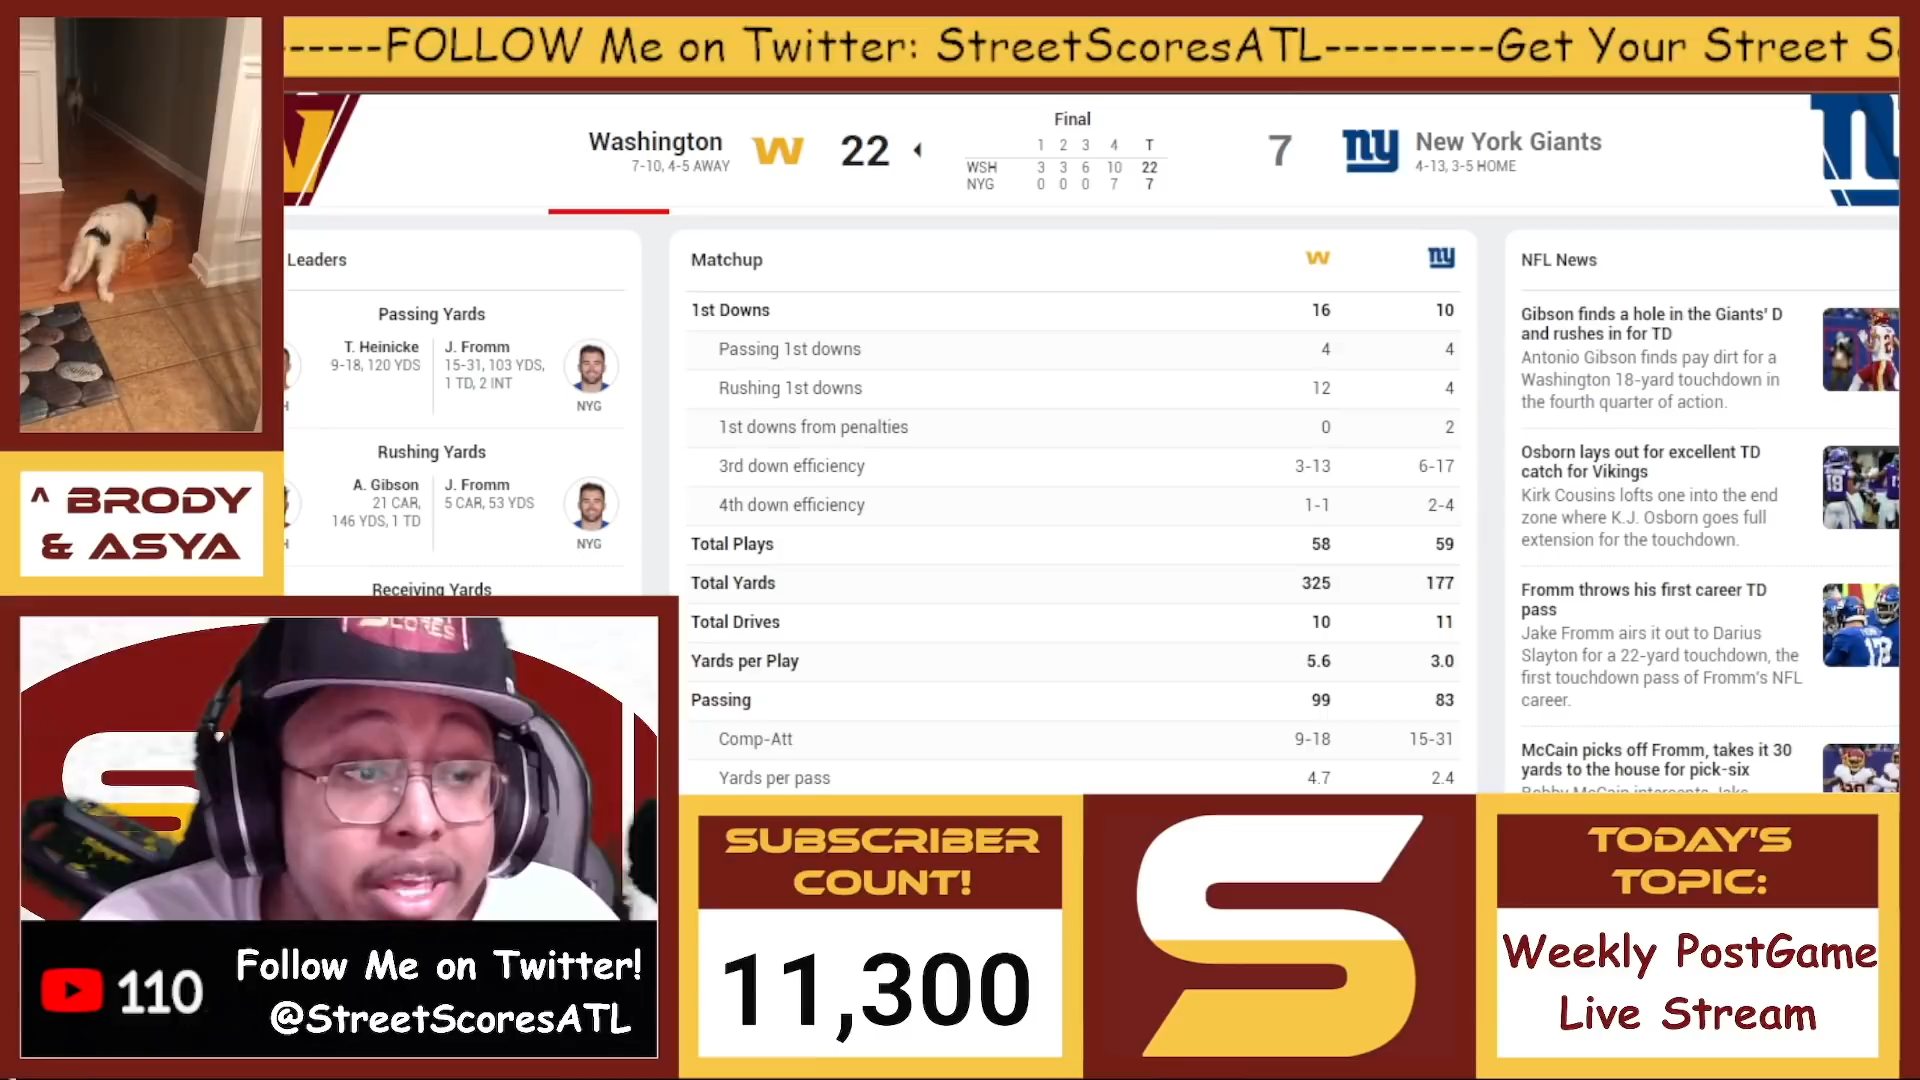 ------FOLLOW Me on Twitter: StreetScoresATL---------Get Your Street S
Washington
7-10, 4-5 AWAY
W
22
Final
1 2 3 4 T
WSH 3 3 6 10 22
NYG 0 0 0 7 7
7
ny
New York Giants
4-13, 3-5 HOME
Leaders
Passing Yards
T. Heinicke
9-18, 120 YDS
J. Fromm
15-31, 103 YDS,
1 TD, 2 INT
NYG
Rushing Yards
A. Gibson
21 CAR,
146 YDS, 1 TD
J. Fromm
5 CAR, 53 YDS
NYG
Receiving Yards
Matchup W ny
1st Downs 16 10
Passing 1st downs 4 4
Rushing 1st downs 12 4
1st downs from penalties 0 2
3rd down efficiency 3-13 6-17
4th down efficiency 1-1 2-4
Total Plays 58 59
Total Yards 325 177
Total Drives 10 11
Yards per Play 5.6 3.0
Passing 99 83
Comp-Att 9-18 15-31
Yards per pass 4.7 2.4
NFL News
Gibson finds a hole in the Giants' D
and rushes in for TD
Antonio Gibson finds pay dirt for a
Washington 18-yard touchdown in
the fourth quarter of action.
Osborn lays out for excellent TD
catch for Vikings
Kirk Cousins lofts one into the end
zone where K.J. Osborn goes full
extension for the touchdown.
Fromm throws his first career TD
pass
Jake Fromm airs it out to Darius
Slayton for a 22-yard touchdown, the
first touchdown pass of Fromm's NFL
career.
McCain picks off Fromm, takes it 30
yards to the house for pick-six
Bobby McCain intercepts Jake
^ BRODY
& ASYA
SCORES
110
Follow Me on Twitter!
@StreetScoresATL
SUBSCRIBER
COUNT!
11,300
S
TODAY'S
TOPIC:
Weekly PostGame
Live Stream